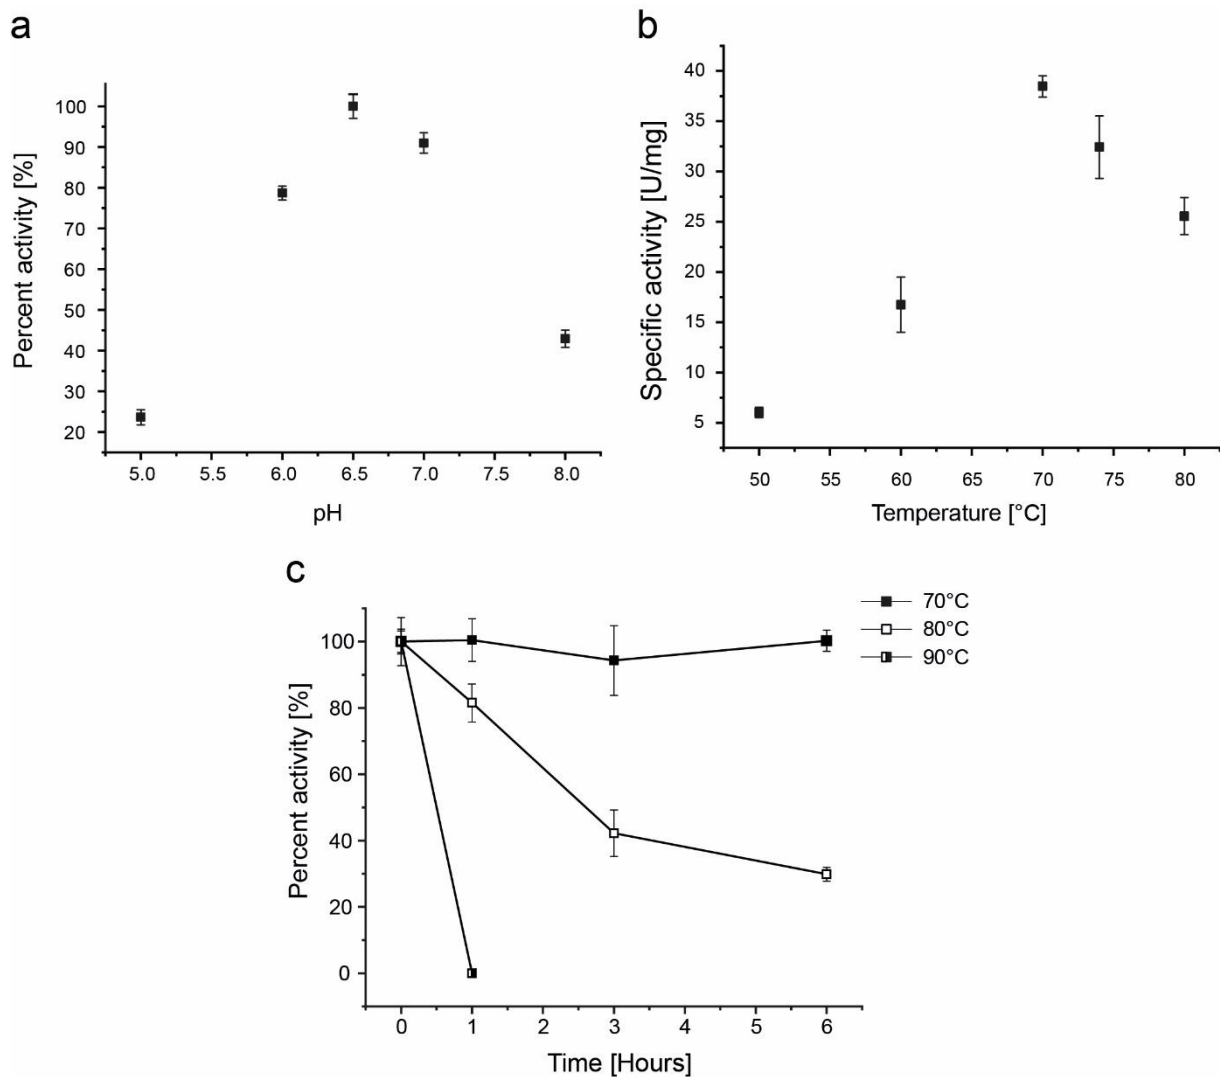 a
Percent activity [%]
100
90
80
70
60
50
40
30
20
5.0 5.5 6.0 6.5 7.0 7.5 8.0
pH
b
Specific activity [U/mg]
40
35
30
25
20
15
10
5
50 55 60 65 70 75 80
Temperature [°C]
c
Percent activity [%]
100
80
60
40
20
0
0 1 2 3 4 5 6
Time [Hours]
70°C
80°C
90°C